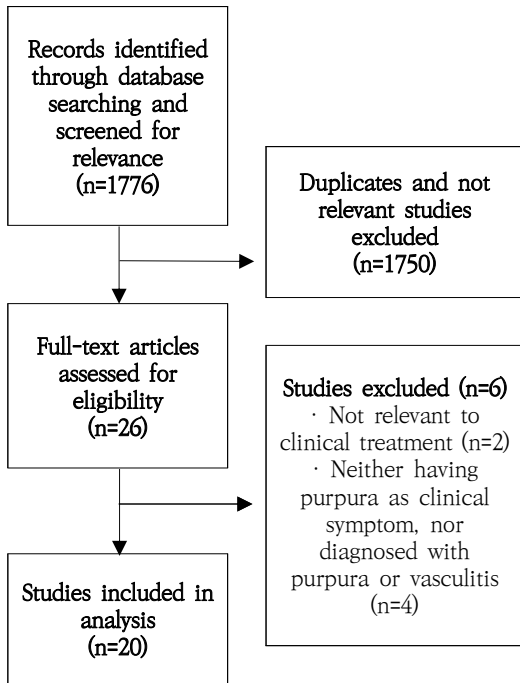 Records identified
through database
searching and
screened for
relevance
(n=1776)
Duplicates and not
relevant studies
excluded
(n=1750)
Full-text articles
assessed for
eligibility
(n=26)
Studies excluded (n=6)
· Not relevant to
clinical treatment (n=2)
· Neither having
purpura as clinical
symptom, nor
diagnosed with
purpura or vasculitis
(n=4)
Studies included in
analysis
(n=20)